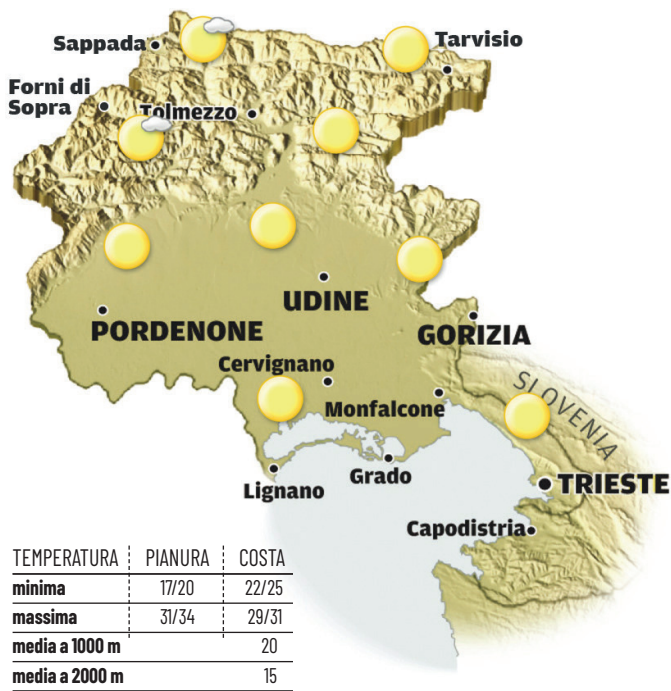 Sappada
Tarvisio
Forni di
Sopra
Tolmezzo
UDINE
PORDENONE
GORIZIA
Cervignano
SLOVENIA
Monfalcone
Grado
Lignano
TRIESTE
Capodistria
TEMPERATURA PIANURA COSTA
minima 17/20 22/25
massima 31/34 29/31
media a 1000 m 20
media a 2000 m 15